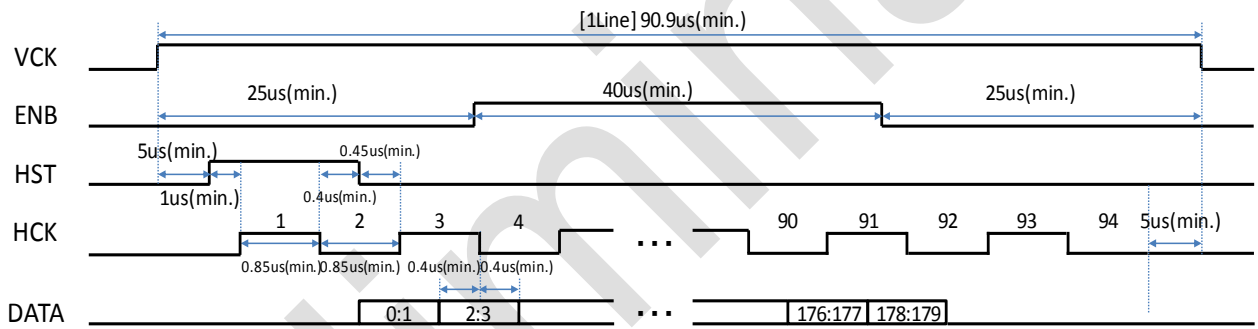 [1Line] 90.9us(min.)
VCK
25us(min.) 40us(min.) 25us(min.)
ENB
5us(min.) 0.45us(min.)
HST
1us(min.) 0.4us(min.)
1 2 3 4 90 91 92 93 94 5us(min.)
HCK ...
0.85us(min.) 0.85us(min.) 0.4us(min.) 0.4us(min.)
DATA 0:1 2:3 ... 176:177 178:179